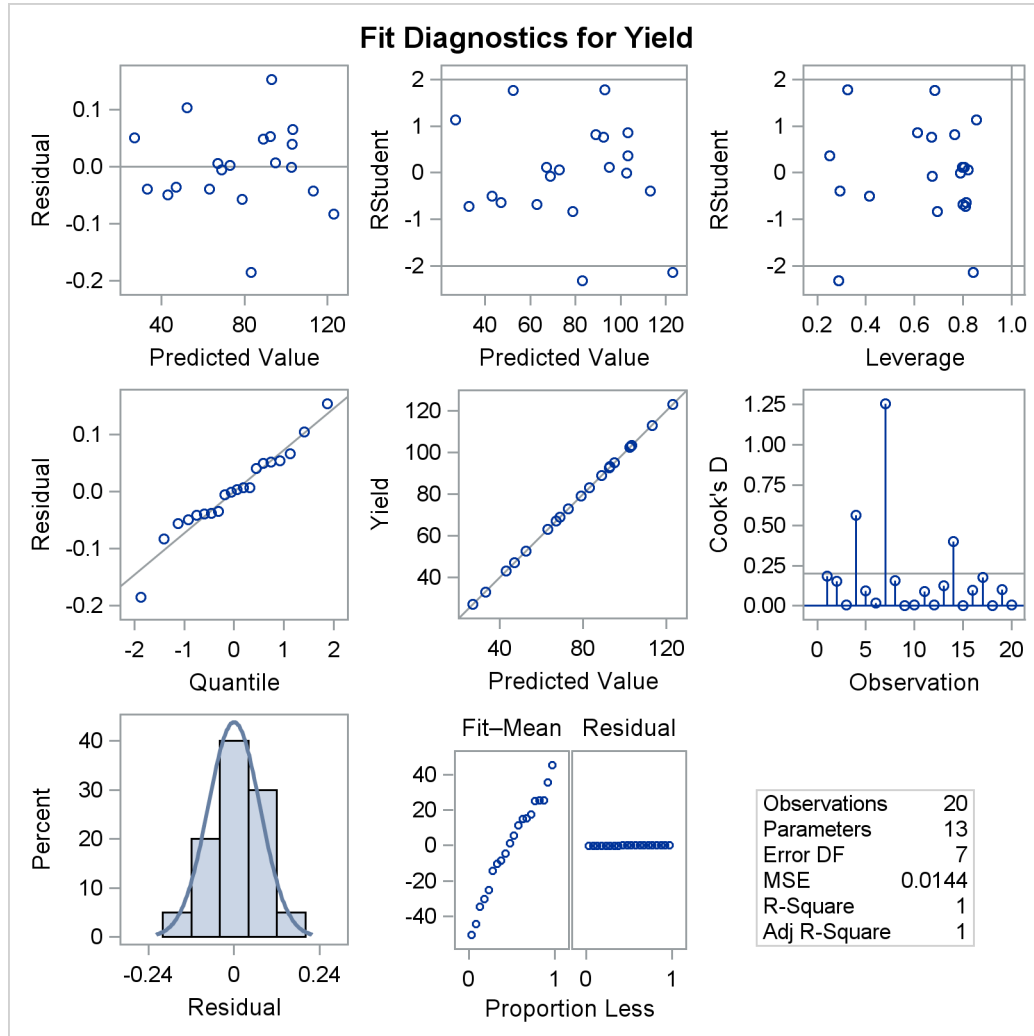 Fit Diagnostics for Yield
0.1
0.0
-0.1
-0.2
Residual
40 80 120
Predicted Value
2
1
0
-1
-2
RStudent
40 60 80 100 120
Predicted Value
2
1
0
-1
-2
RStudent
0.2 0.4 0.6 0.8 1.0
Leverage
0.1
0.0
-0.1
-0.2
Residual
-2 -1 0 1 2
Quantile
120
100
80
60
40
Yield
40 80 120
Predicted Value
1.25
1.00
0.75
0.50
0.25
0.00
Cook's D
0 5 10 15 20
Observation
40
30
20
10
0
Percent
-0.24 0 0.24
Residual
Fit–Mean Residual
40
20
0
-20
-40
0 1 0 1
Proportion Less
Observations 20
Parameters 13
Error DF 7
MSE 0.0144
R-Square 1
Adj R-Square 1